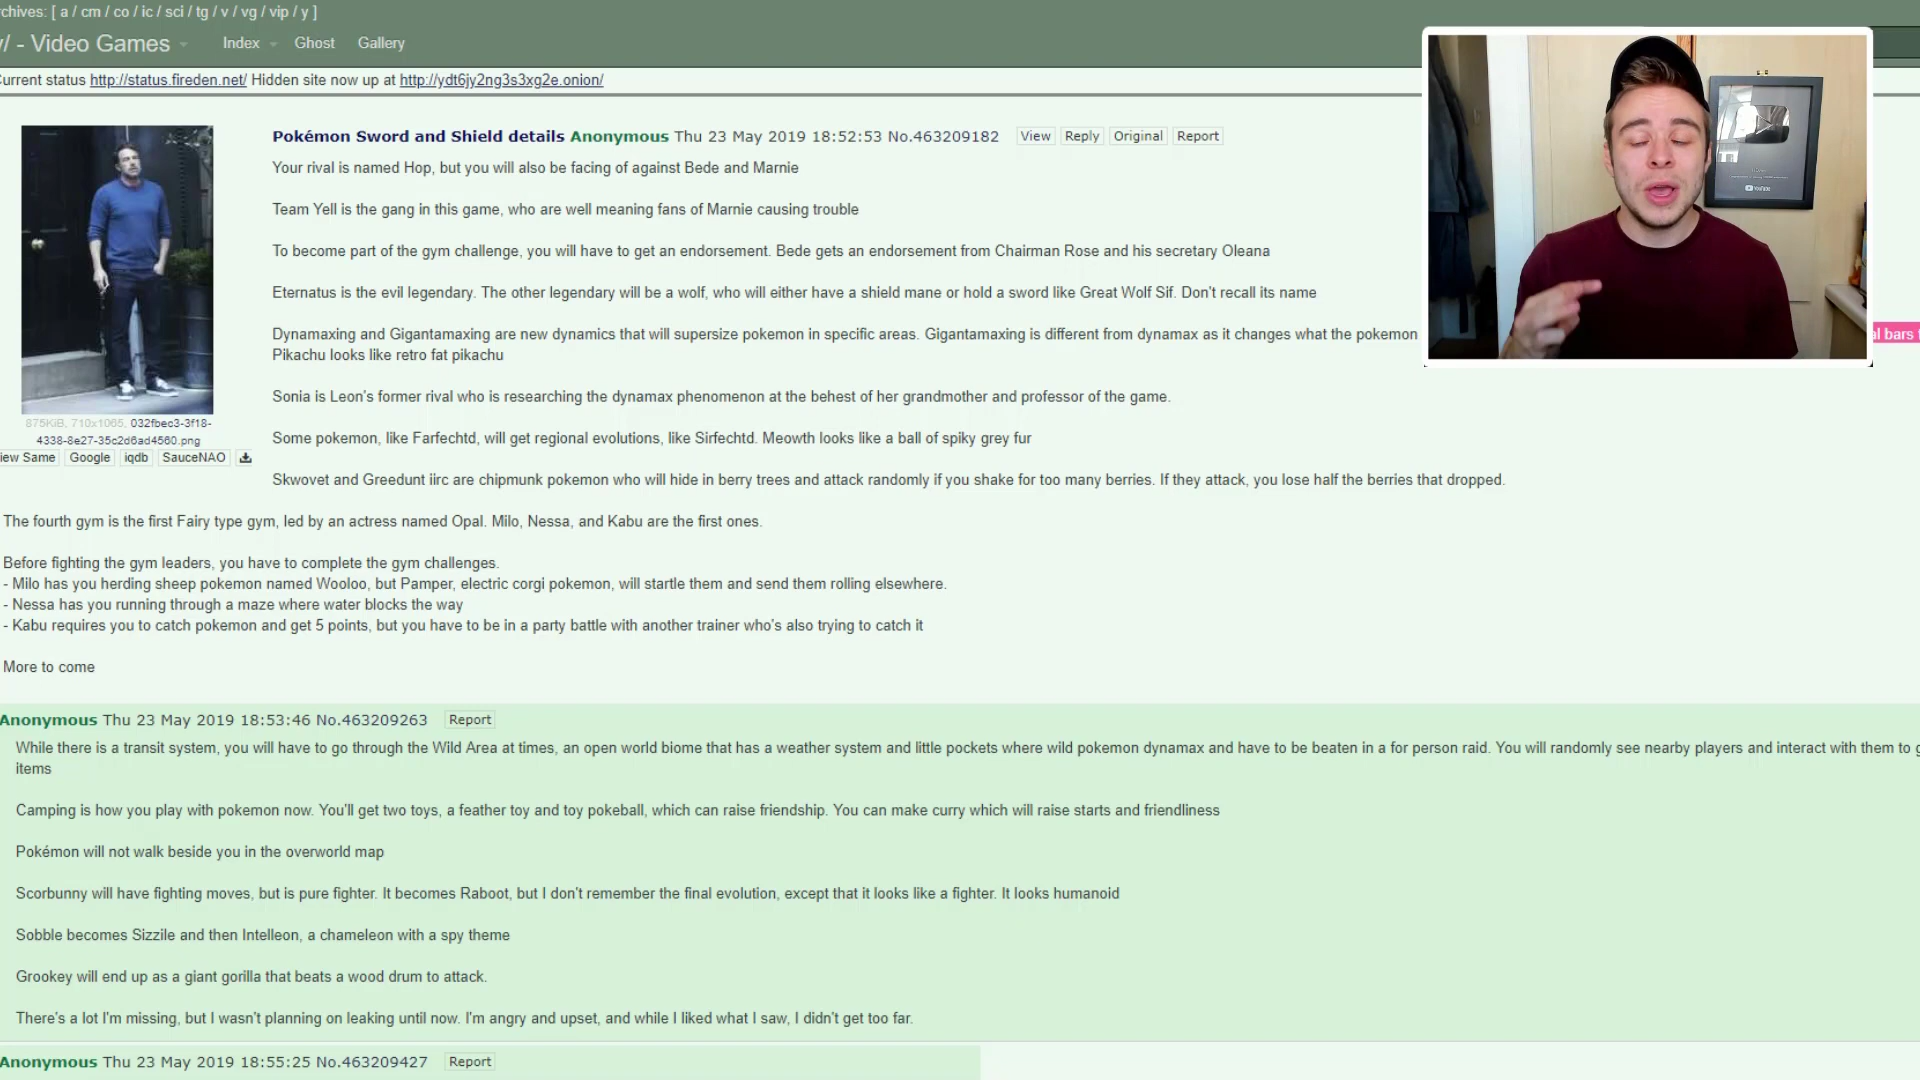 chives: [ a / cm / co / ic / sci / tg / v / vg / vip / y ]
/ - Video Games Index Ghost Gallery
Current status http://status.fireden.net/ Hidden site now up at http://ydt6jy2ng3s3xg2e.onion/
Pokémon Sword and Shield details Anonymous Thu 23 May 2019 18:52:53 No.463209182 View Reply Original Report
Your rival is named Hop, but you will also be facing of against Bede and Marnie
Team Yell is the gang in this game, who are well meaning fans of Marnie causing trouble
To become part of the gym challenge, you will have to get an endorsement. Bede gets an endorsement from Chairman Rose and his secretary Oleana
Eternatus is the evil legendary. The other legendary will be a wolf, who will either have a shield mane or hold a sword like Great Wolf Sif. Don't recall its name
Dynamaxing and Gigantamaxing are new dynamics that will supersize pokemon in specific areas. Gigantamaxing is different from dynamax as it changes what the pokemon
al bars
Pikachu looks like retro fat pikachu
Sonia is Leon's former rival who is researching the dynamax phenomenon at the behest of her grandmother and professor of the game.
875KiB, 710x1065, 032fbec3-3f18-
4338-8e27-35c2d6ad4560.png
iew Same Google iqdb SauceNAO
Some pokemon, like Farfechtd, will get regional evolutions, like Sirfechtd. Meowth looks like a ball of spiky grey fur
Skwovet and Greedunt iirc are chipmunk pokemon who will hide in berry trees and attack randomly if you shake for too many berries. If they attack, you lose half the berries that dropped.
The fourth gym is the first Fairy type gym, led by an actress named Opal. Milo, Nessa, and Kabu are the first ones.
Before fighting the gym leaders, you have to complete the gym challenges.
- Milo has you herding sheep pokemon named Wooloo, but Pamper, electric corgi pokemon, will startle them and send them rolling elsewhere.
- Nessa has you running through a maze where water blocks the way
- Kabu requires you to catch pokemon and get 5 points, but you have to be in a party battle with another trainer who's also trying to catch it
More to come
Anonymous Thu 23 May 2019 18:53:46 No.463209263 Report
While there is a transit system, you will have to go through the Wild Area at times, an open world biome that has a weather system and little pockets where wild pokemon dynamax and have to be beaten in a for person raid. You will randomly see nearby players and interact with them to g
items
Camping is how you play with pokemon now. You'll get two toys, a feather toy and toy pokeball, which can raise friendship. You can make curry which will raise starts and friendliness
Pokémon will not walk beside you in the overworld map
Scorbunny will have fighting moves, but is pure fighter. It becomes Raboot, but I don't remember the final evolution, except that it looks like a fighter. It looks humanoid
Sobble becomes Sizzile and then Intelleon, a chameleon with a spy theme
Grookey will end up as a giant gorilla that beats a wood drum to attack.
There's a lot I'm missing, but I wasn't planning on leaking until now. I'm angry and upset, and while I liked what I saw, I didn't get too far.
Anonymous Thu 23 May 2019 18:55:25 No.463209427 Report
YouTube